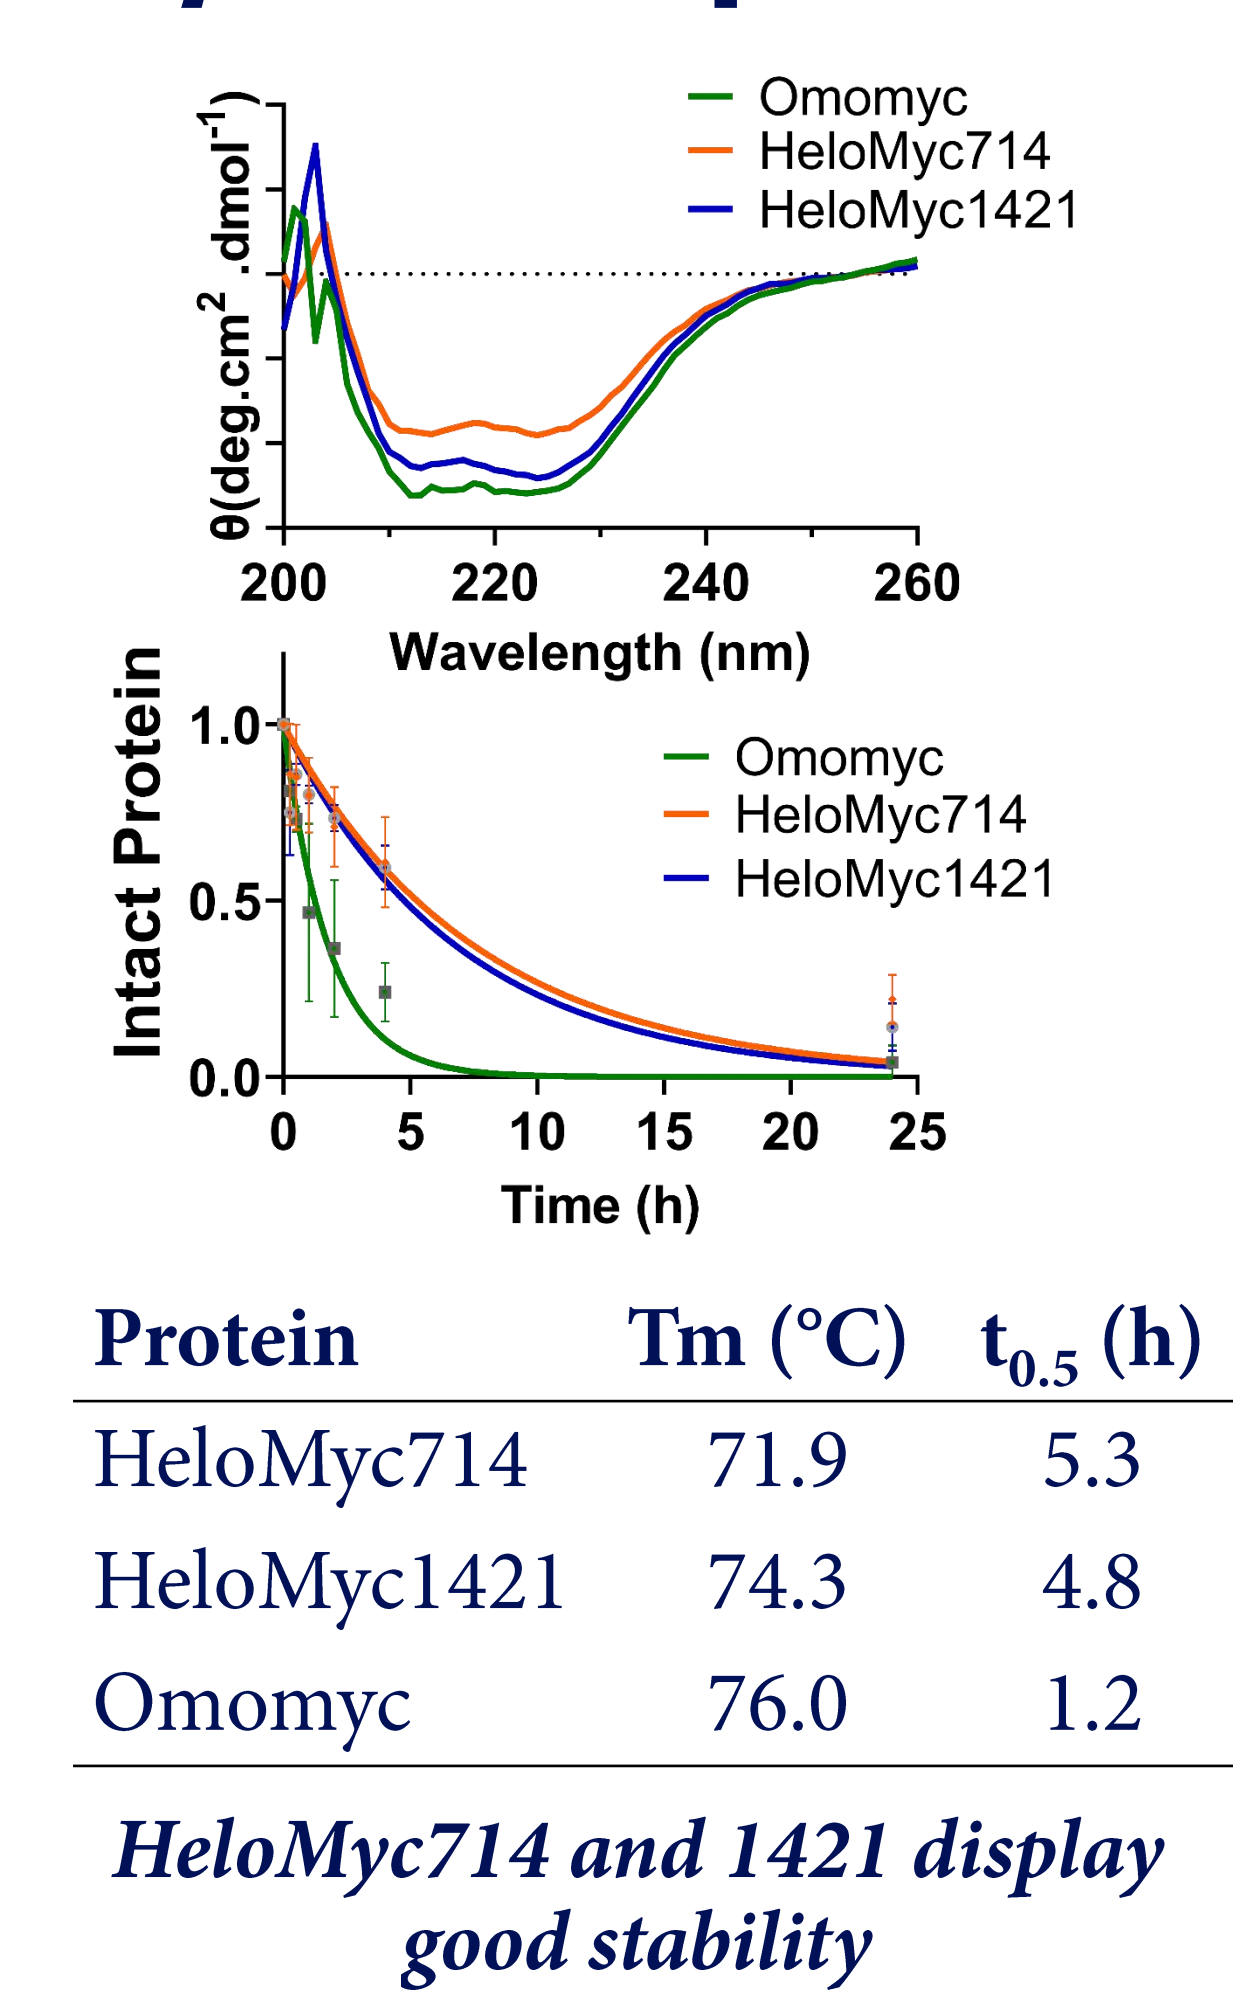 Omomyc
HeloMyc714
HeloMyc1421
θ(deg.cm² .dmol⁻¹)
200 220 240 260
Wavelength (nm)
Intact Protein
1.0
0.5
0.0
Omomyc
HeloMyc714
HeloMyc1421
0 5 10 15 20 25
Time (h)
Protein Tm (°C) t₀.₅ (h)
HeloMyc714 71.9 5.3
HeloMyc1421 74.3 4.8
Omomyc 76.0 1.2
HeloMyc714 and 1421 display
good stability